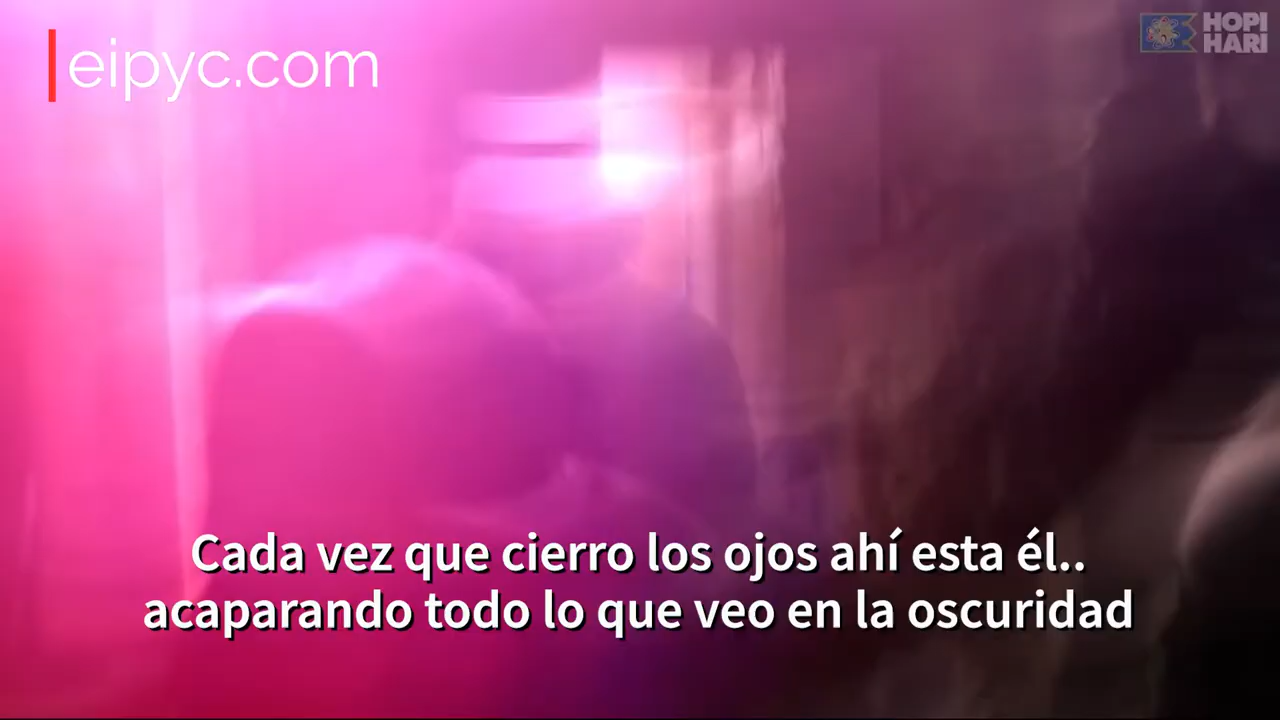 eipyc.com
HOPI
HARI
Cada vez que cierro los ojos ahí esta él..
acaparando todo lo que veo en la oscuridad